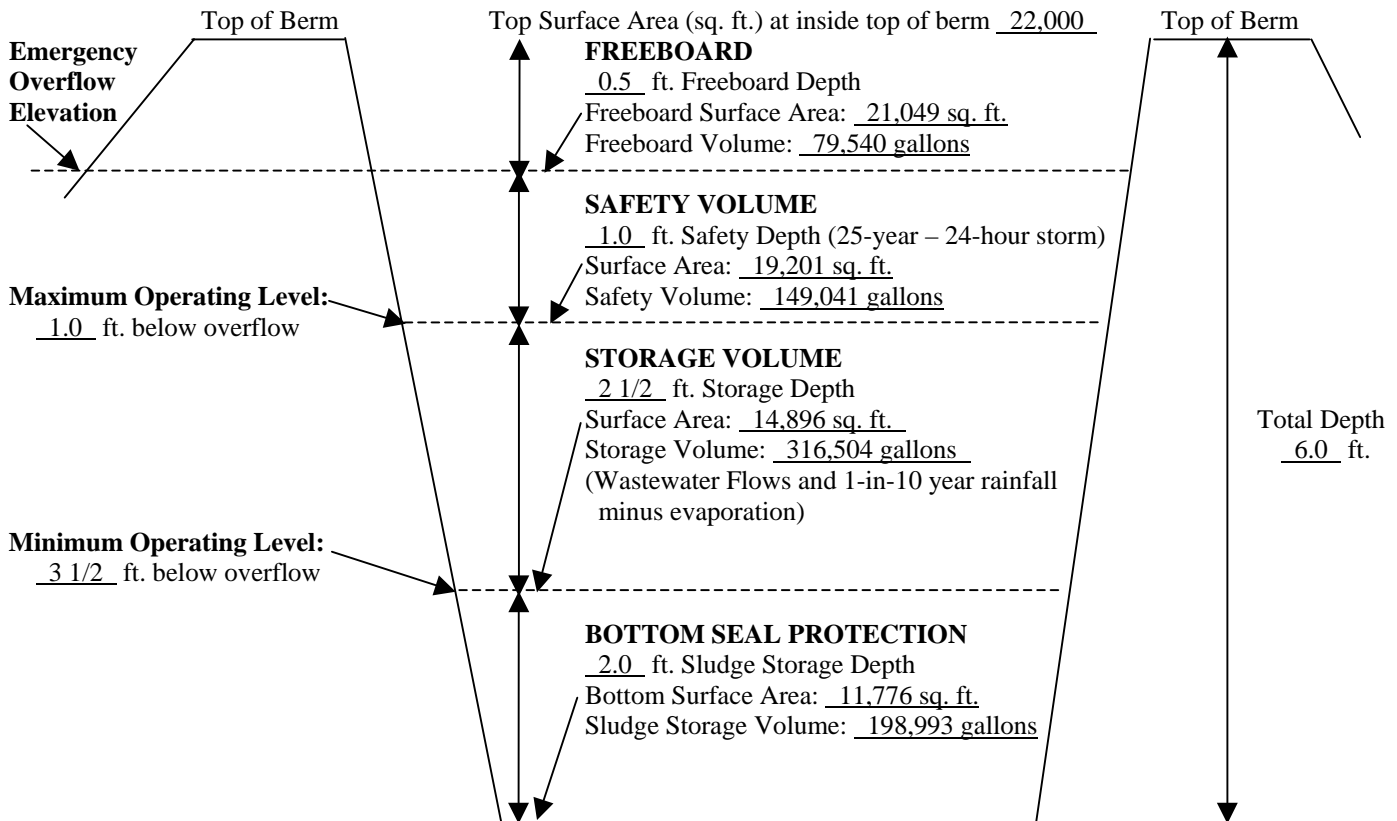 Top of Berm
Top Surface Area (sq. ft.) at inside top of berm 22,000
Top of Berm
Emergency
Overflow
Elevation
FREEBOARD
0.5 ft. Freeboard Depth
Freeboard Surface Area: 21,049 sq. ft.
Freeboard Volume: 79,540 gallons
SAFETY VOLUME
1.0 ft. Safety Depth (25-year – 24-hour storm)
Surface Area: 19,201 sq. ft.
Safety Volume: 149,041 gallons
Maximum Operating Level:
1.0 ft. below overflow
STORAGE VOLUME
2 1/2 ft. Storage Depth
Surface Area: 14,896 sq. ft.
Storage Volume: 316,504 gallons
(Wastewater Flows and 1-in-10 year rainfall
minus evaporation)
Total Depth
6.0 ft.
Minimum Operating Level:
3 1/2 ft. below overflow
BOTTOM SEAL PROTECTION
2.0 ft. Sludge Storage Depth
Bottom Surface Area: 11,776 sq. ft.
Sludge Storage Volume: 198,993 gallons